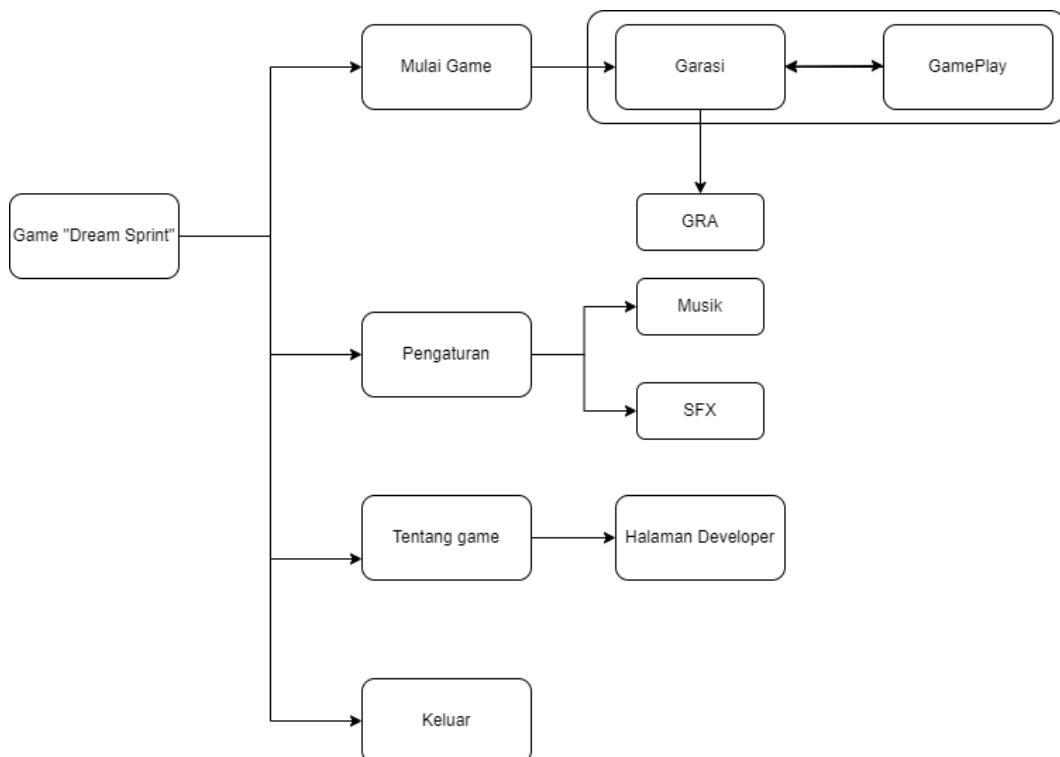 Mulai Game
Garasi
GamePlay
Game "Dream Sprint"
GRA
Musik
Pengaturan
SFX
Tentang game
Halaman Developer
Keluar